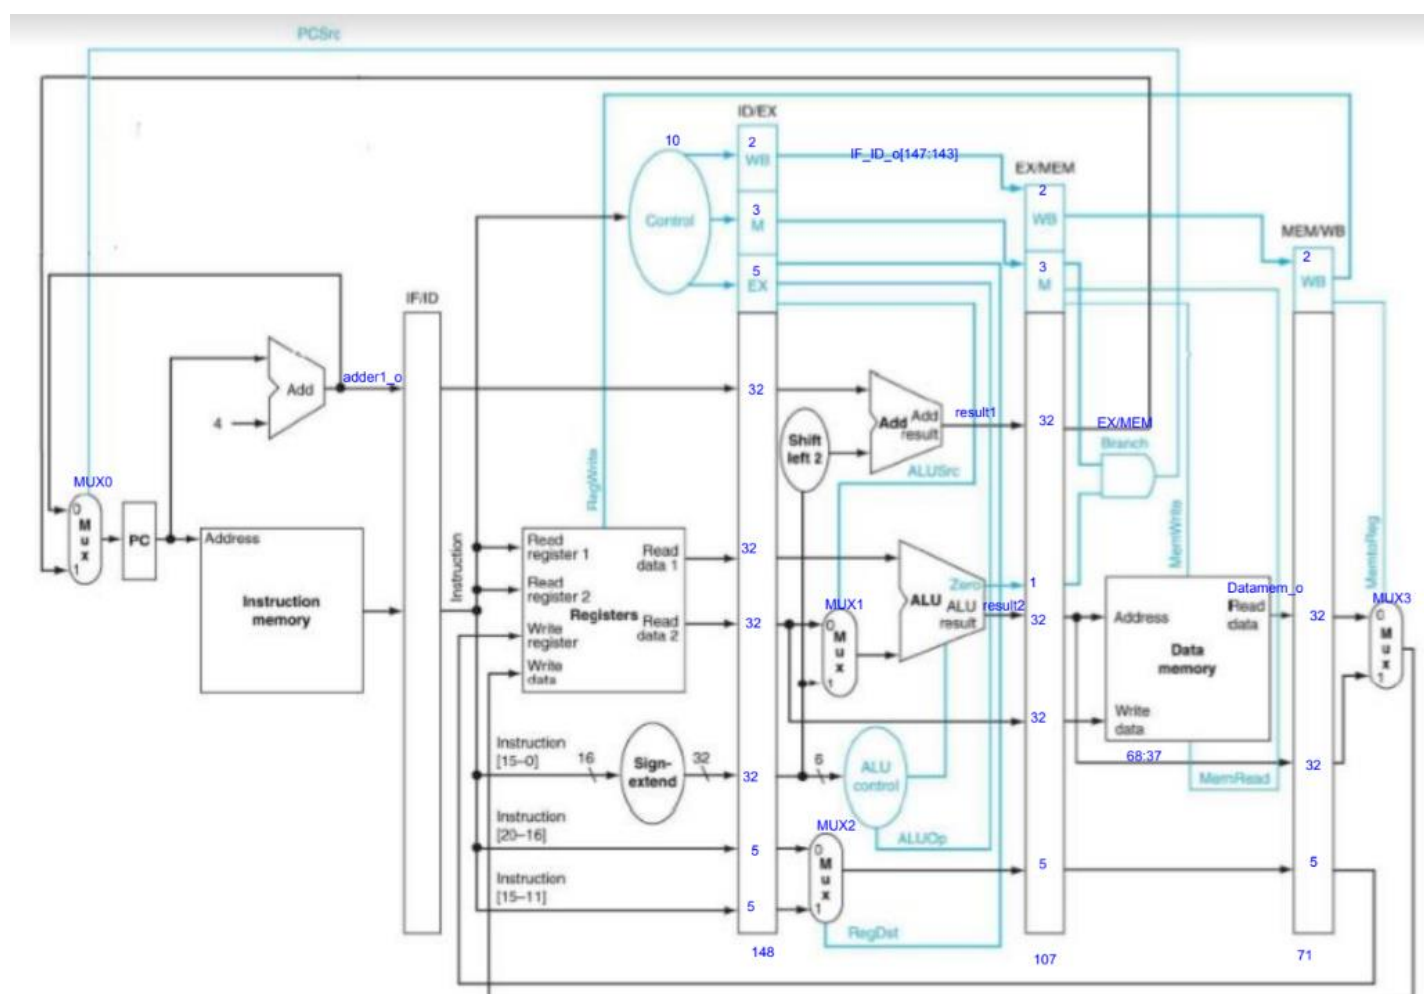 PCSrc
ID/EX
10
2
WB
IF_ID_o[147:143]
EX/MEM
2
WB
Control
3
M
MEM/WB
2
WB
5
EX
3
M
IF/ID
Add
adder1_o
4
32
Shift
left 2
Add
Add
result
result1
32
EX/MEM
Branch
ALUSrc
RegWrite
MUX0
0
M
u
x
1
PC
Address
Instruction
memory
Instruction
Read
register 1
Read
register 2
Write
register
Write
data
Registers
Read
data 1
Read
data 2
32
32
MUX1
0
M
u
x
1
ALU
Zero
ALU
result
result2
1
32
MemWrite
Address
Datamem_o
Read
data
Data
memory
Write
data
32
MemtoReg
MUX3
0
M
u
x
1
32
68:37
MemRead
32
Instruction
[15–0]
16
Sign-
extend
32
32
6
ALU
control
ALUOp
Instruction
[20–16]
5
MUX2
0
M
u
x
1
5
5
Instruction
[15–11]
5
RegDst
148
107
71